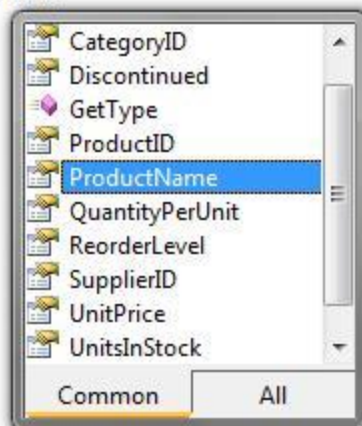 CategoryID
Discontinued
GetType
ProductID
ProductName
QuantityPerUnit
ReorderLevel
SupplierID
UnitPrice
UnitsInStock
Common All